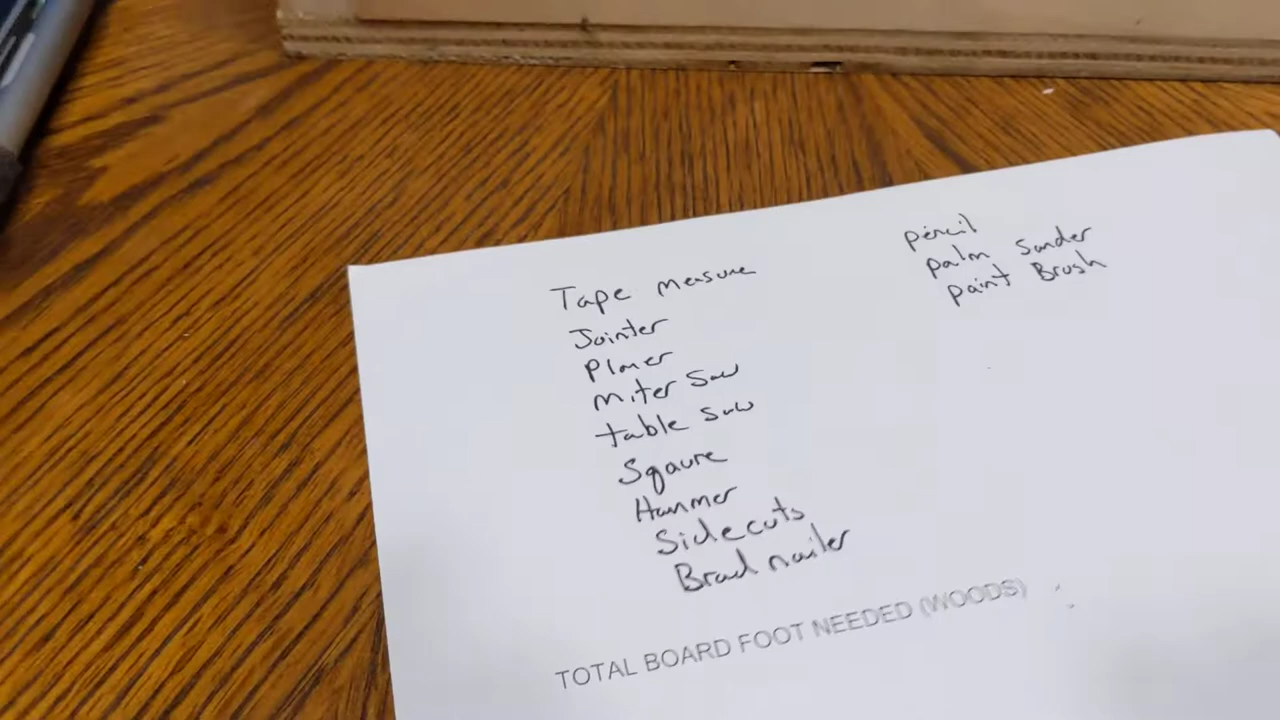 Tape measure
Jointer
Planer
miter saw
table saw
Sqaure
Hammer
Sidecuts
Brad nailer
pencil
palm sander
paint Brush
TOTAL BOARD FOOT NEEDED (WOODS)